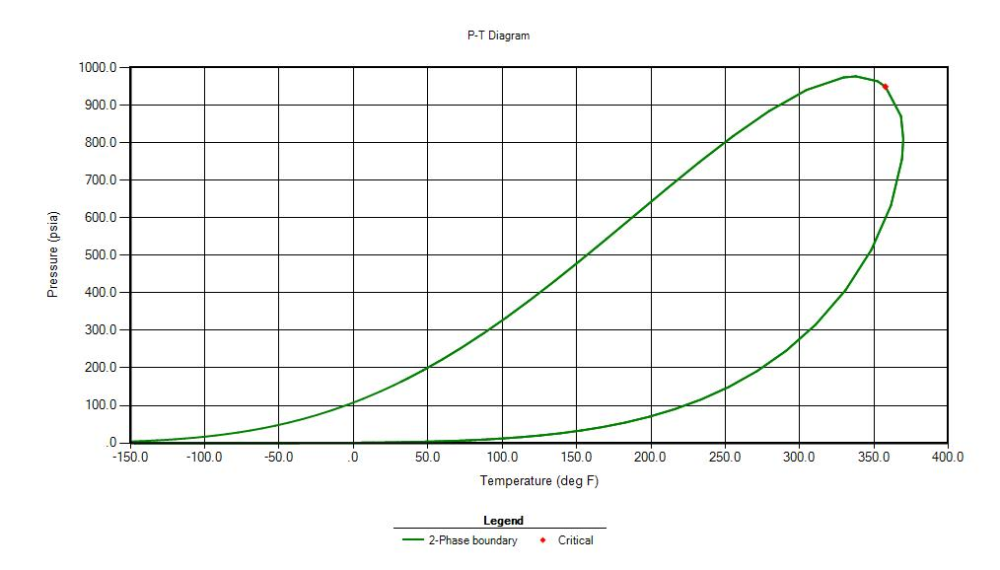 P-T Diagram
1000.0
900.0
800.0
700.0
600.0
500.0
400.0
300.0
200.0
100.0
.0
Pressure (psia)
-150.0 -100.0 -50.0 .0 50.0 100.0 150.0 200.0 250.0 300.0 350.0 400.0
Temperature (deg F)
Legend
2-Phase boundary Critical